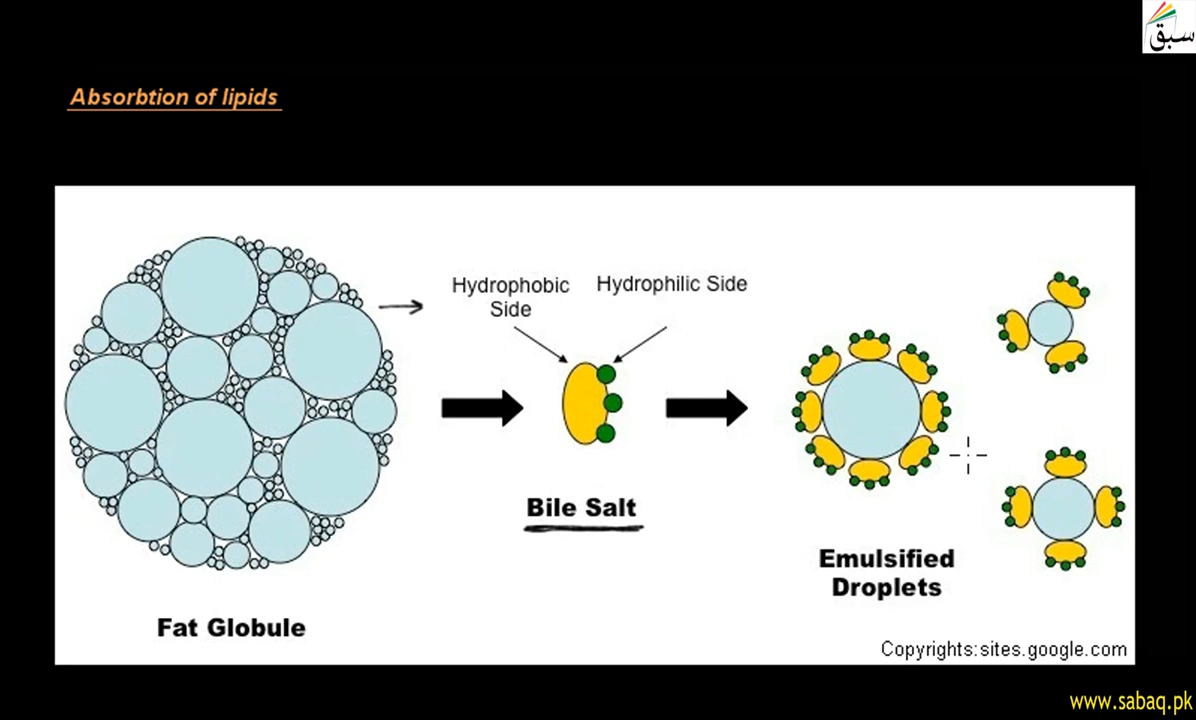 سبق
Absorbtion of lipids
Hydrophobic
Side
Hydrophilic Side
Bile Salt
Emulsified
Droplets
Fat Globule
Copyrights:sites.google.com
www.sabaq.pk